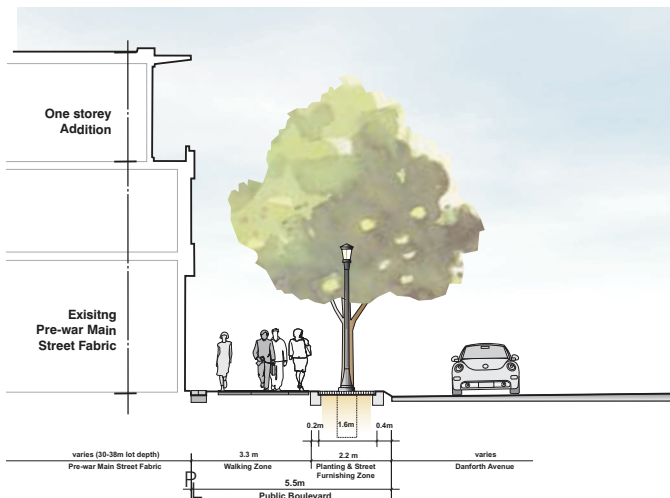 One storey
Addition
Exisitng
Pre-war Main
Street Fabric
0.2m 1.6m 0.4m
varies (30-38m lot depth) 3.3 m 2.2 m varies
Pre-war Main Street Fabric Walking Zone Planting & Street Danforth Avenue
Furnishing Zone
P
L
5.5m
Public Boulevard